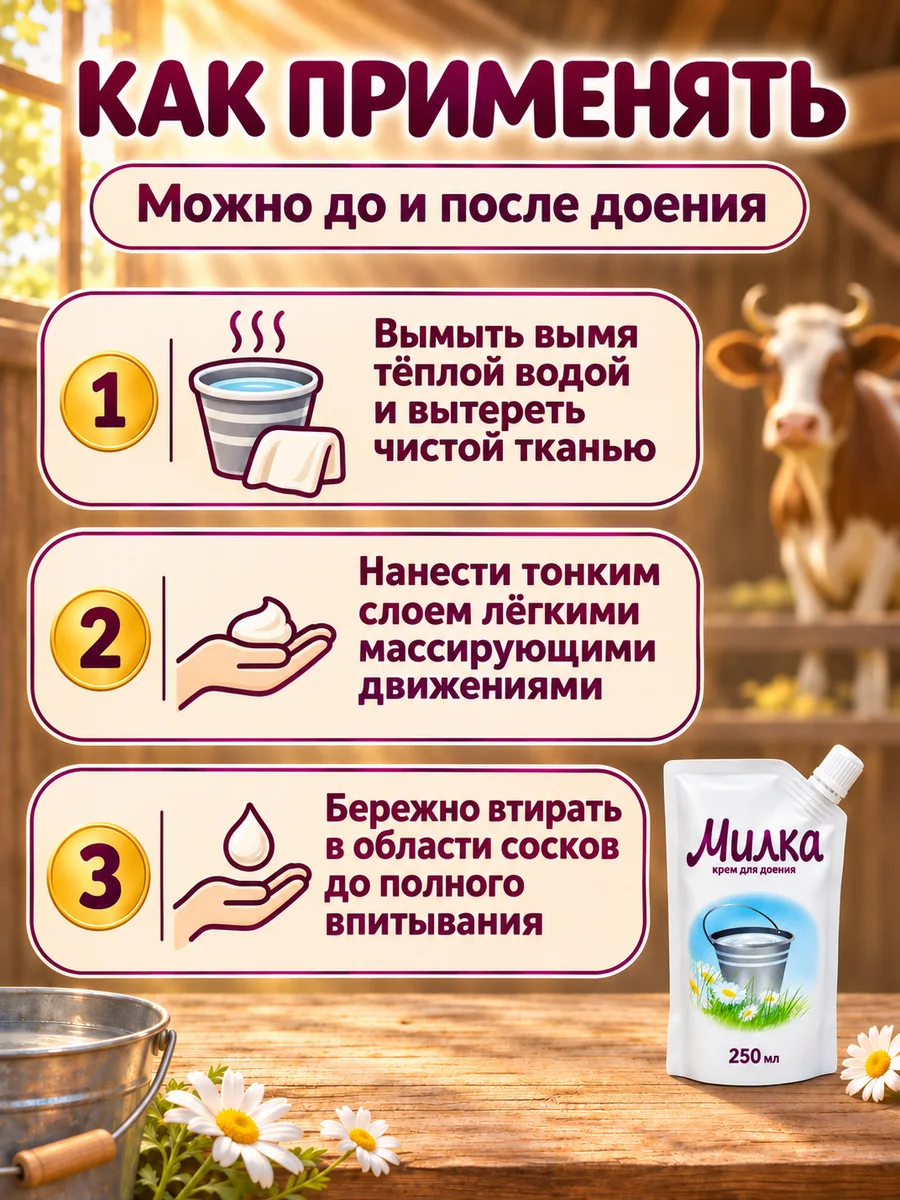 КАК ПРИМЕНЯТЬ
Можно до и после доения
1
Вымыть вымя
тёплой водой
и вытереть
чистой тканью
2
Нанести тонким
слоем лёгкими
массирующими
движениями
3
Бережно втирать
в области сосков
до полного
впитывания
Милка
крем для доения
250 мл